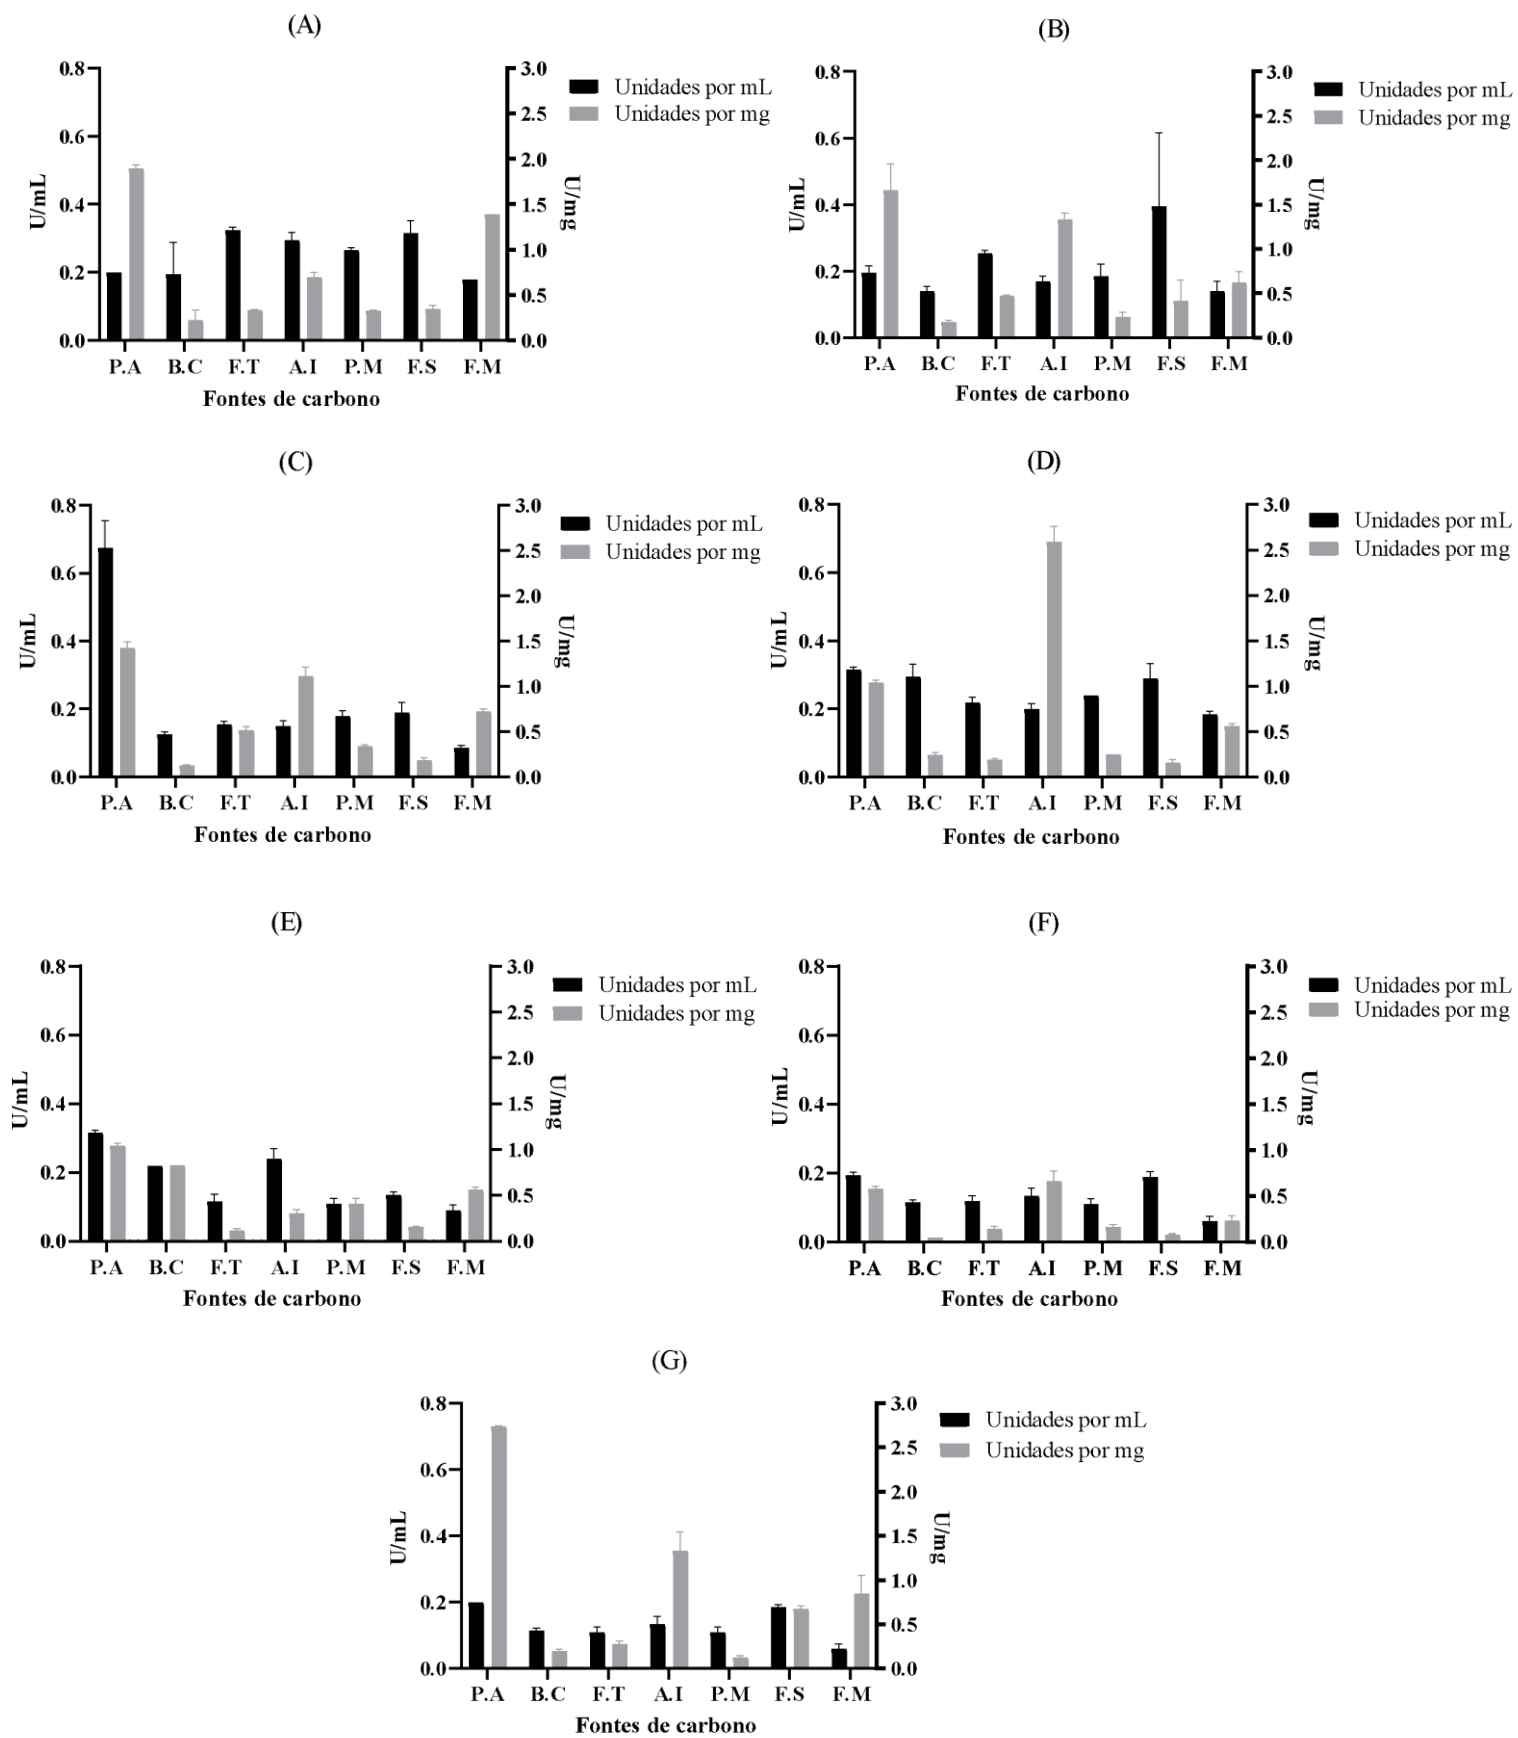 (A)
0.8
0.6
0.4
0.2
0.0
U/mL
3.0
2.5
2.0
1.5
1.0
0.5
0.0
U/mg
Unidades por mL
Unidades por mg
P.A B.C F.T A.I P.M F.S F.M
Fontes de carbono
(B)
0.8
0.6
0.4
0.2
0.0
U/mL
3.0
2.5
2.0
1.5
1.0
0.5
0.0
U/mg
Unidades por mL
Unidades por mg
P.A B.C F.T A.I P.M F.S F.M
Fontes de carbono
(C)
0.8
0.6
0.4
0.2
0.0
U/mL
3.0
2.5
2.0
1.5
1.0
0.5
0.0
U/mg
Unidades por mL
Unidades por mg
P.A B.C F.T A.I P.M F.S F.M
Fontes de carbono
(D)
0.8
0.6
0.4
0.2
0.0
U/mL
3.0
2.5
2.0
1.5
1.0
0.5
0.0
U/mg
Unidades por mL
Unidades por mg
P.A B.C F.T A.I P.M F.S F.M
Fontes de carbono
(E)
0.8
0.6
0.4
0.2
0.0
U/mL
3.0
2.5
2.0
1.5
1.0
0.5
0.0
U/mg
Unidades por mL
Unidades por mg
P.A B.C F.T A.I P.M F.S F.M
Fontes de carbono
(F)
0.8
0.6
0.4
0.2
0.0
U/mL
3.0
2.5
2.0
1.5
1.0
0.5
0.0
U/mg
Unidades por mL
Unidades por mg
P.A B.C F.T A.I P.M F.S F.M
Fontes de carbono
(G)
0.8
0.6
0.4
0.2
0.0
U/mL
3.0
2.5
2.0
1.5
1.0
0.5
0.0
U/mg
Unidades por mL
Unidades por mg
P.A B.C F.T A.I P.M F.S F.M
Fontes de carbono